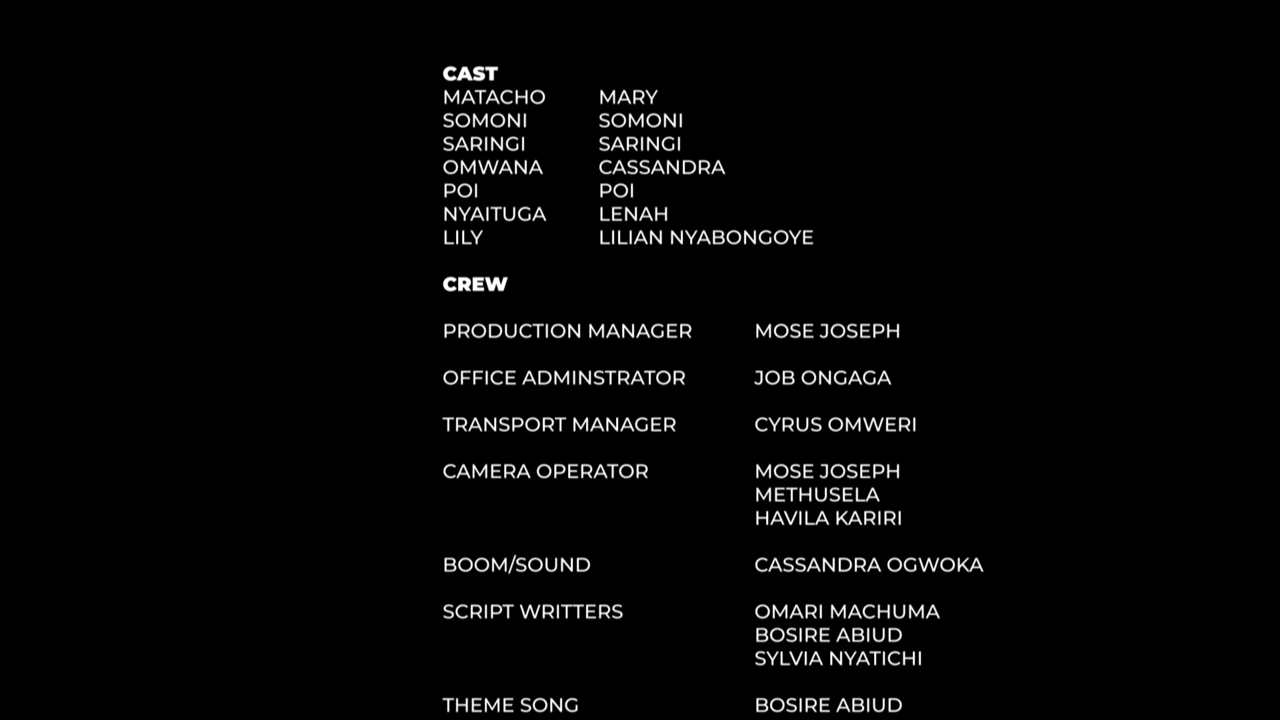 CAST
MATACHO MARY
SOMONI SOMONI
SARINGI SARINGI
OMWANA CASSANDRA
POI POI
NYAITUGA LENAH
LILY LILIAN NYABONGOYE
CREW
PRODUCTION MANAGER MOSE JOSEPH
OFFICE ADMINSTRATOR JOB ONGAGA
TRANSPORT MANAGER CYRUS OMWERI
CAMERA OPERATOR MOSE JOSEPH
METHUSELA
HAVILA KARIRI
BOOM/SOUND CASSANDRA OGWOKA
SCRIPT WRITTERS OMARI MACHUMA
BOSIRE ABIUD
SYLVIA NYATICHI
THEME SONG BOSIRE ABIUD